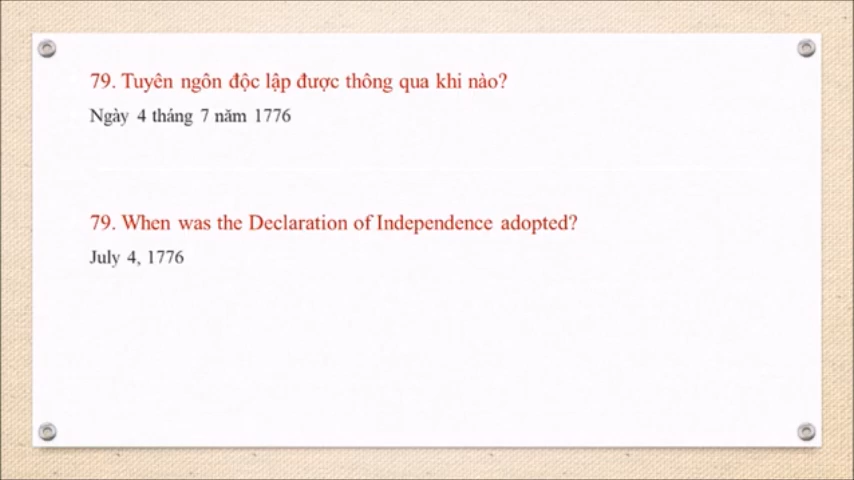 79. Tuyên ngôn độc lập được thông qua khi nào?
Ngày 4 tháng 7 năm 1776
79. When was the Declaration of Independence adopted?
July 4, 1776